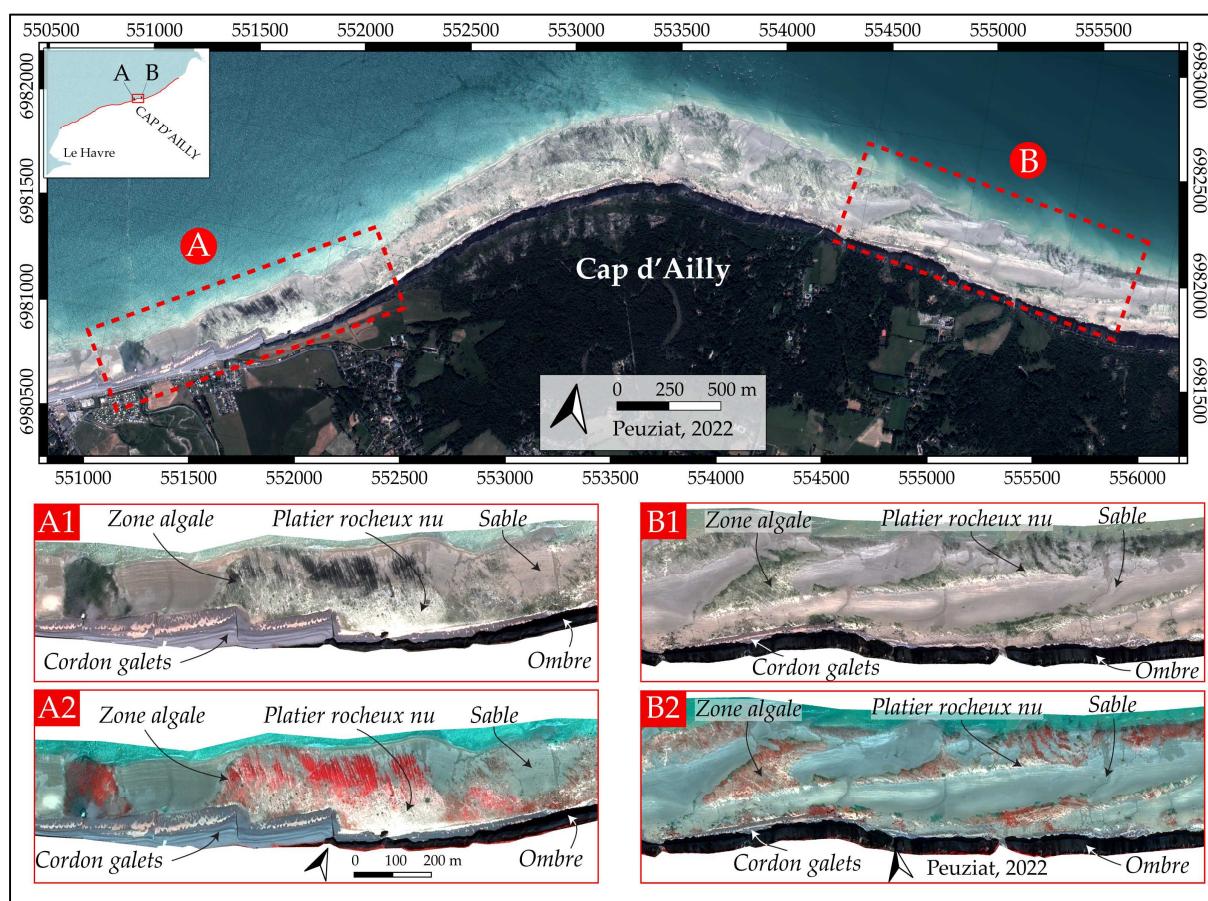 550500 551000 551500 552000 552500 553000 553500 554000 554500 555000 555500
6982000
6981500
6981000
6980500
6983000
6982500
6982000
6981500
A B
CAP D'AILLY
Le Havre
A
B
Cap d'Ailly
0 250 500 m
Peuziat, 2022
551000 551500 552000 552500 553000 553500 554000 554500 555000 555500 556000
A1
Zone algale
Platier rocheux nu
Sable
Cordon galets
Ombre
B1
Zone algale
Platier rocheux nu
Sable
Cordon galets
Ombre
A2
Zone algale
Platier rocheux nu
Sable
Cordon galets
0 100 200 m
Ombre
B2
Zone algale
Platier rocheux nu
Sable
Cordon galets
Peuziat, 2022
Ombre